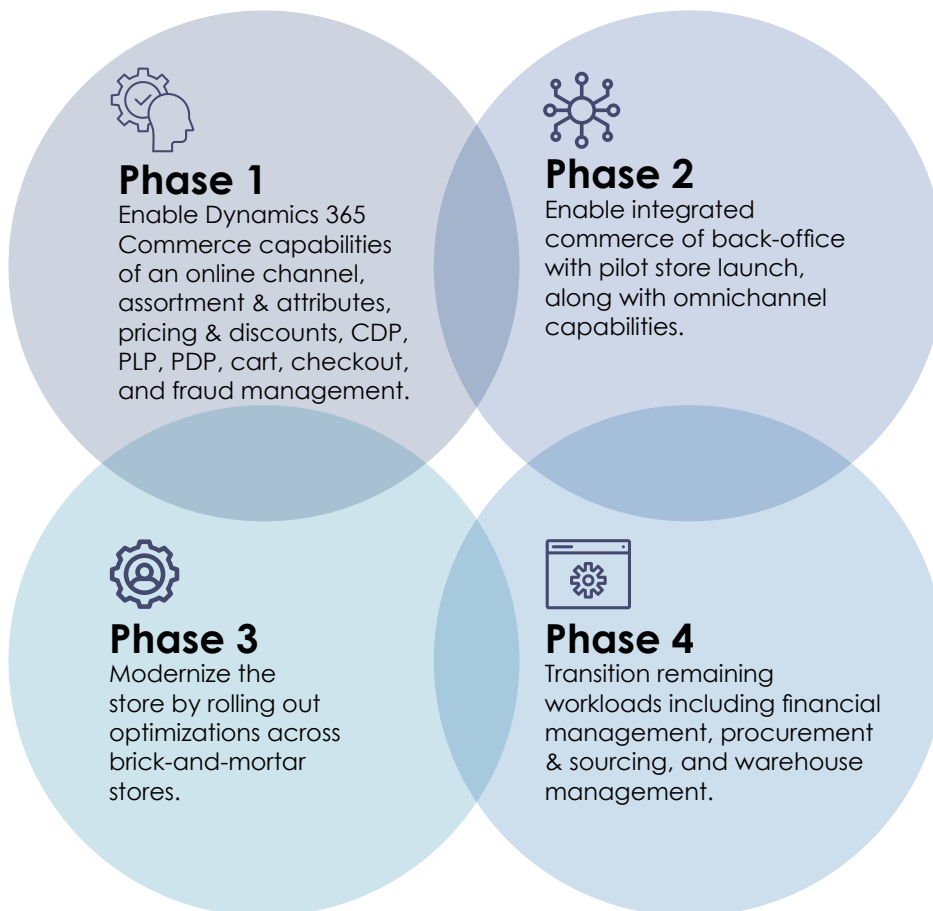 Phase 1
Enable Dynamics 365
Commerce capabilities
of an online channel,
assortment & attributes,
pricing & discounts, CDP,
PLP, PDP, cart, checkout,
and fraud management.
Phase 2
Enable integrated
commerce of back-office
with pilot store launch,
along with omnichannel
capabilities.
Phase 3
Modernize the
store by rolling out
optimizations across
brick-and-mortar
stores.
Phase 4
Transition remaining
workloads including financial
management, procurement
& sourcing, and warehouse
management.